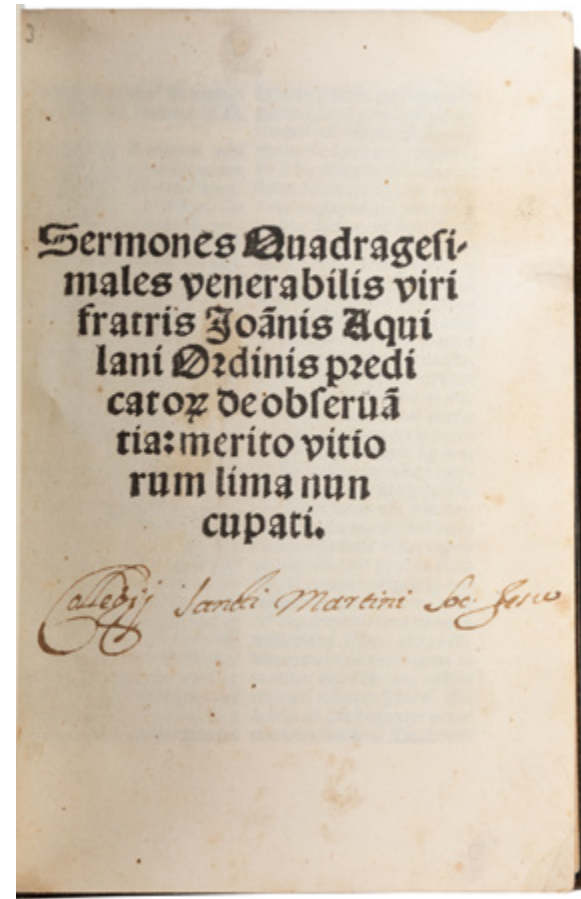 3
Sermones Quadragesi-
males venerabilis viri
fratris Joānis Aqui
lani Ordinis predi
catoꝝ de obſeruā
tia: merito vitio
rum lima nun
cupati.
Collegij Sancti Martini Soc. Jesu